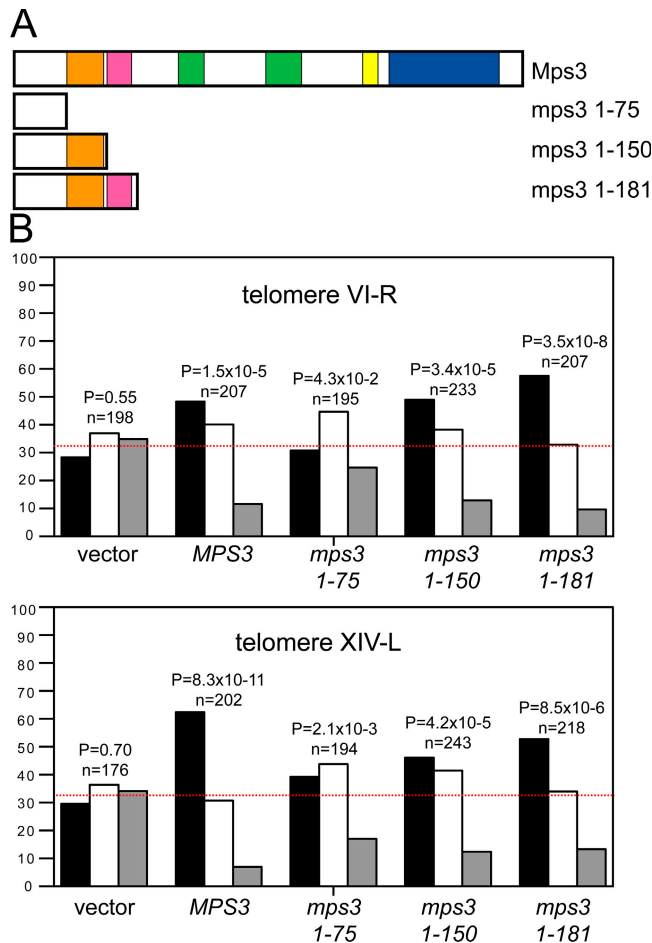 A
Mps3
mps3 1-75
mps3 1-150
mps3 1-181
B
100
90
80
70
60
50
40
30
20
10
0
telomere VI-R
P=0.55
n=198
P=1.5x10-5
n=207
P=4.3x10-2
n=195
P=3.4x10-5
n=233
P=3.5x10-8
n=207
vector
MPS3
mps3
1-75
mps3
1-150
mps3
1-181
100
90
80
70
60
50
40
30
20
10
0
telomere XIV-L
P=0.70
n=176
P=8.3x10-11
n=202
P=2.1x10-3
n=194
P=4.2x10-5
n=243
P=8.5x10-6
n=218
vector
MPS3
mps3
1-75
mps3
1-150
mps3
1-181